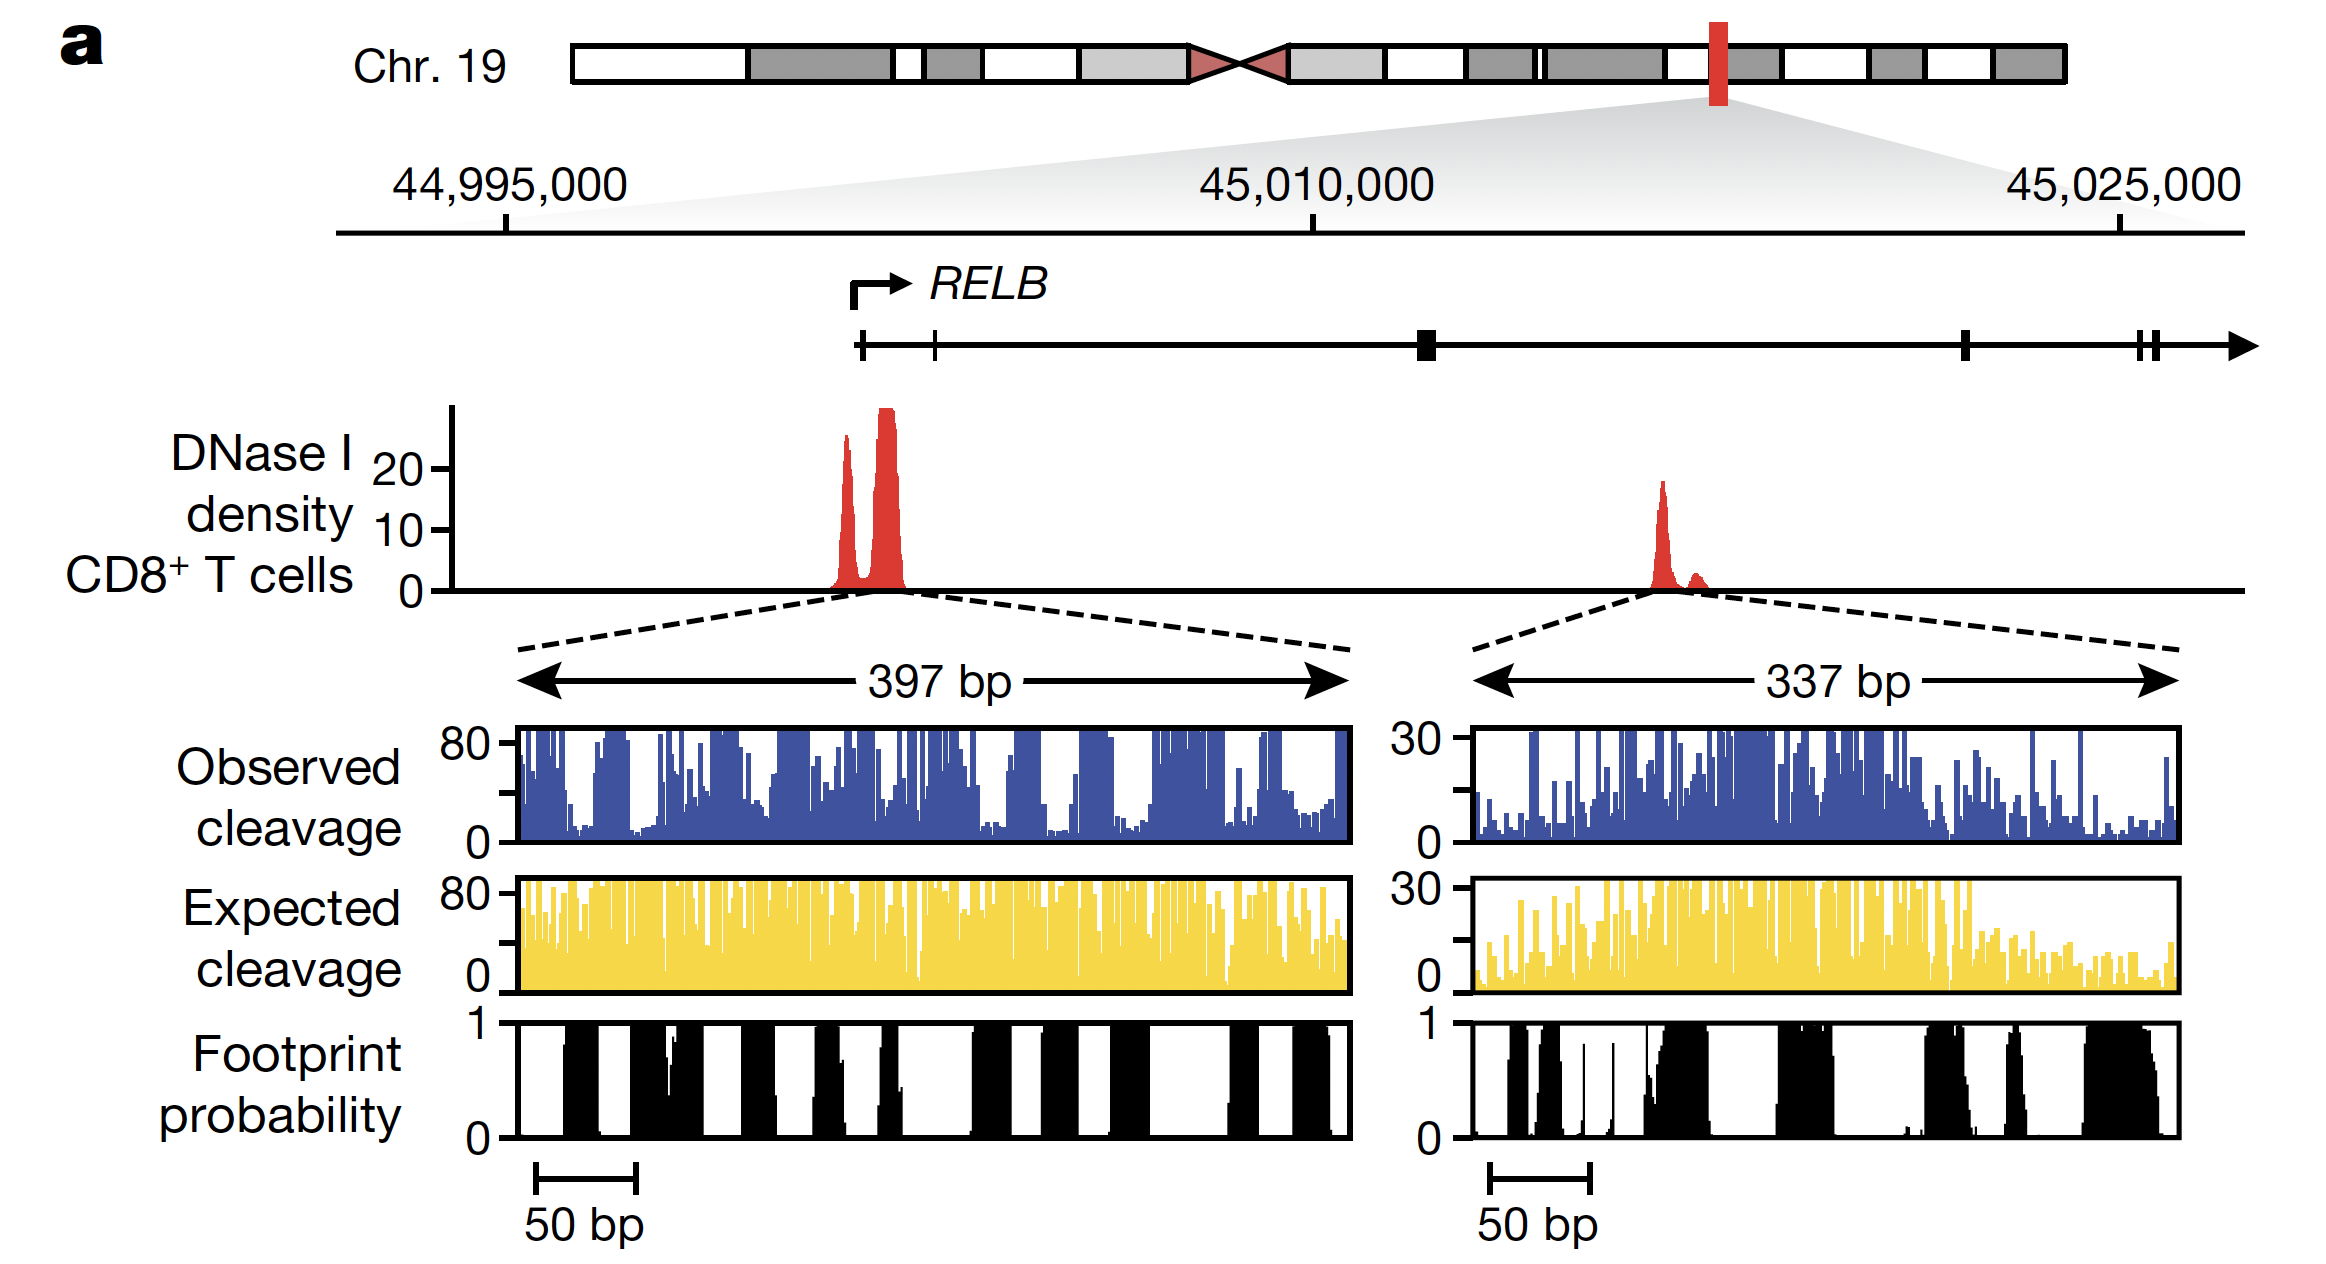 a
Chr. 19
44,995,000 45,010,000 45,025,000
RELB
DNase I
density
CD8⁺ T cells
20
10
0
397 bp
337 bp
Observed
cleavage
80
0
30
0
Expected
cleavage
80
0
30
0
Footprint
probability
1
0
1
0
50 bp
50 bp